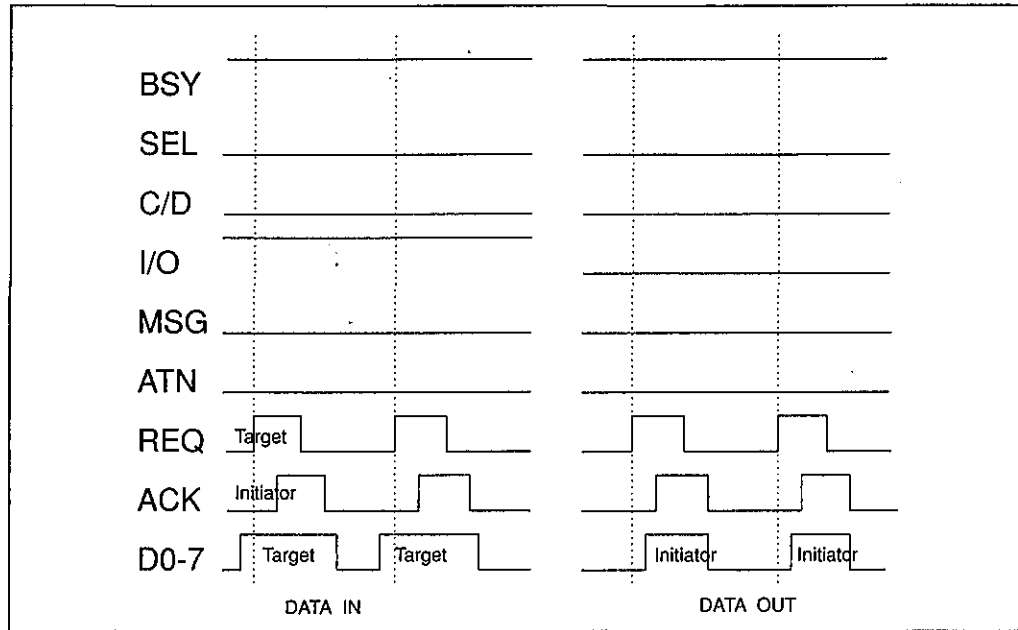 BSY
SEL
C/D
I/O
MSG
ATN
REQ Target
ACK Initiator
D0-7 Target Target Initiator Initiator
DATA IN DATA OUT